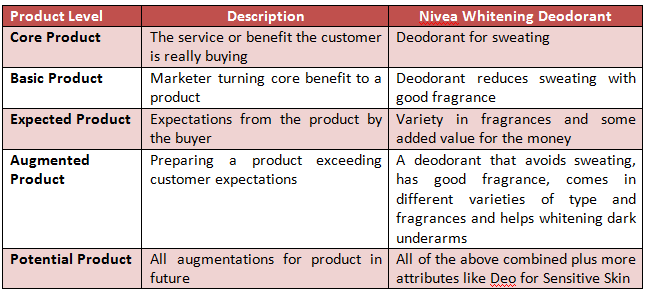 Product Level Description Nivea Whitening Deodorant
Core Product The service or benefit the customer Deodorant for sweating
is really buying
Basic Product Marketer turning core benefit to a Deodorant reduces sweating with
product good fragrance
Expected Product Expectations from the product by Variety in fragrances and some
the buyer added value for the money
Augmented Preparing a product exceeding A deodorant that avoids sweating,
Product customer expectations has good fragrance, comes in
different varieties of type and
fragrances and helps whitening dark
underarms
Potential Product All augmentations for product in All of the above combined plus more
future attributes like Deo for Sensitive Skin